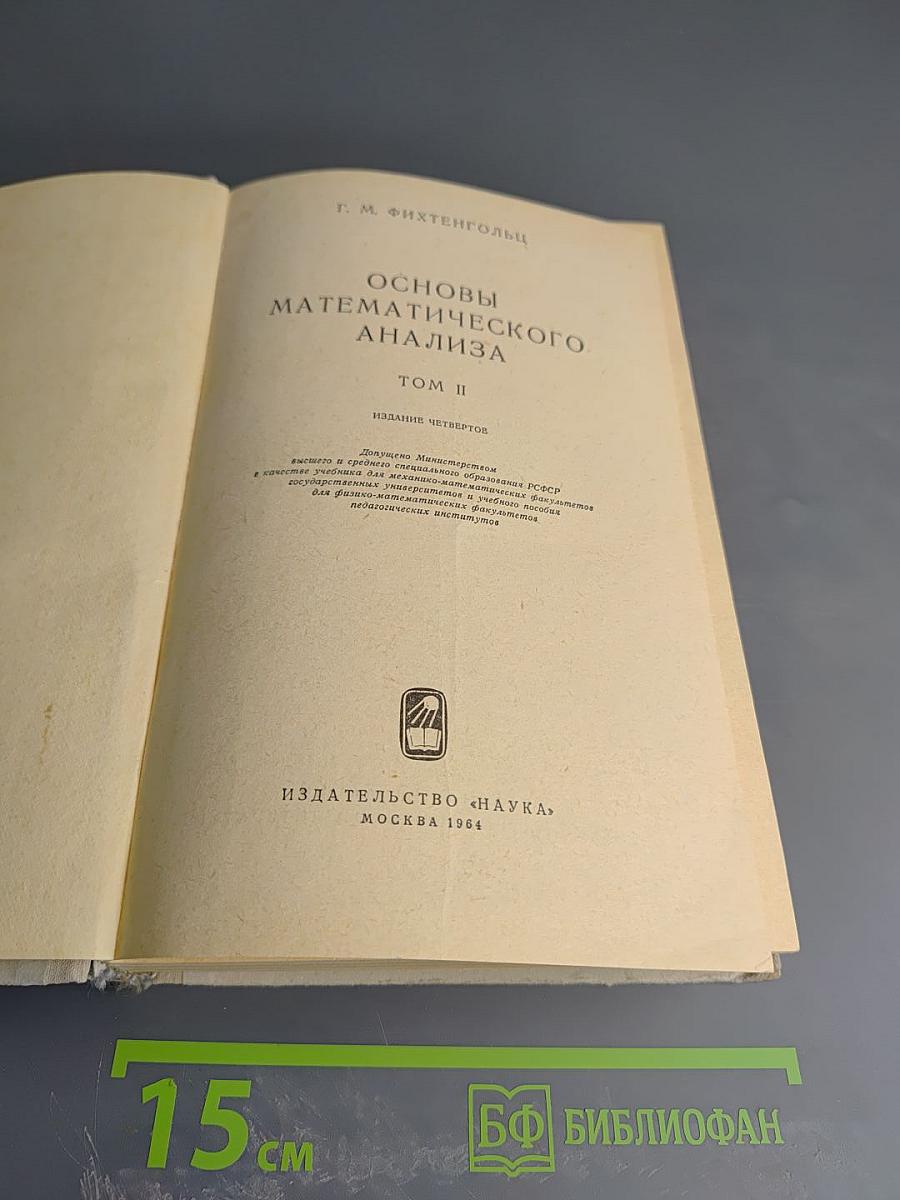 Г. М. ФИХТЕНГОЛЬЦ
ОСНОВЫ
МАТЕМАТИЧЕСКОГО
АНАЛИЗА
ТОМ II
ИЗДАНИЕ ЧЕТВЕРТОЕ
Допущено Министерством
высшего и среднего специального образования РСФСР
в качестве учебника для механико-математических факультетов
государственных университетов и учебного пособия
для физико-математических факультетов
педагогических институтов
ИЗДАТЕЛЬСТВО «НАУКА»
МОСКВА 1964
15 см
БФ БИБЛИОФАН